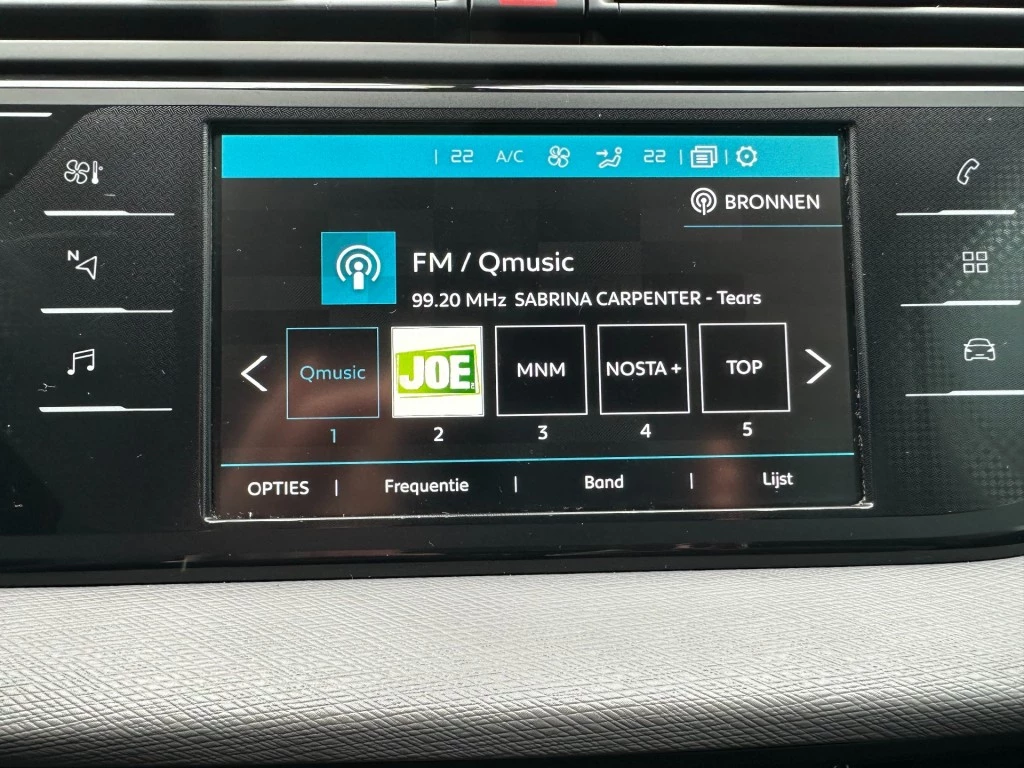 22 A/C 22
BRONNEN
FM / Qmusic
99.20 MHz SABRINA CARPENTER - Tears
N
Qmusic JOE MNM NOSTA + TOP
1 2 3 4 5
OPTIES | Frequentie | Band | Lijst